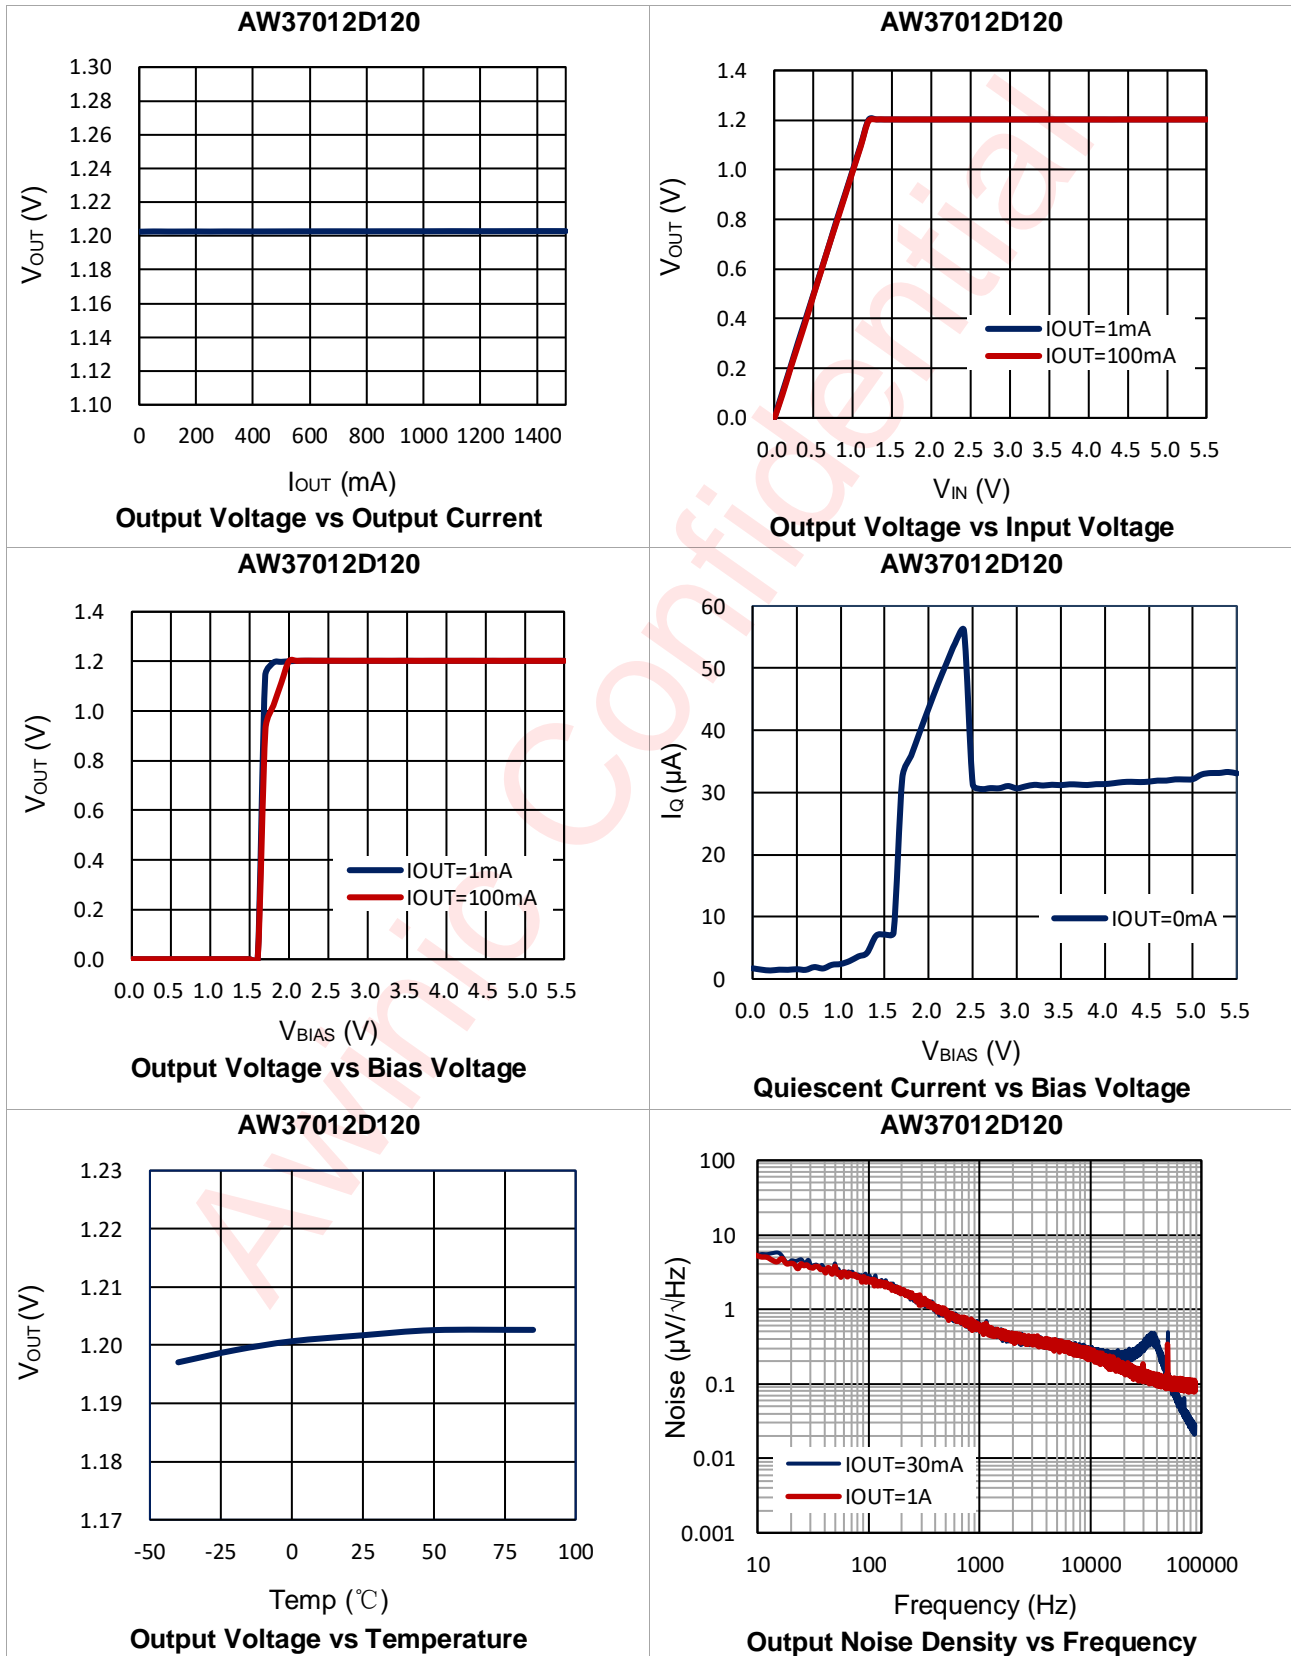 AW37012D120
1.30
1.28
1.26
1.24
1.22
1.20
1.18
1.16
1.14
1.12
1.10
VOUT (V)
0 200 400 600 800 1000 1200 1400
IOUT (mA)
Output Voltage vs Output Current
AW37012D120
1.4
1.2
1.0
0.8
0.6
0.4
0.2
0.0
VOUT (V)
IOUT=1mA
IOUT=100mA
0.0 0.5 1.0 1.5 2.0 2.5 3.0 3.5 4.0 4.5 5.0 5.5
VIN (V)
Output Voltage vs Input Voltage
AW37012D120
1.4
1.2
1.0
0.8
0.6
0.4
0.2
0.0
VOUT (V)
IOUT=1mA
IOUT=100mA
0.0 0.5 1.0 1.5 2.0 2.5 3.0 3.5 4.0 4.5 5.0 5.5
VBIAS (V)
Output Voltage vs Bias Voltage
AW37012D120
60
50
40
30
20
10
0
IQ (μA)
IOUT=0mA
0.0 0.5 1.0 1.5 2.0 2.5 3.0 3.5 4.0 4.5 5.0 5.5
VBIAS (V)
Quiescent Current vs Bias Voltage
AW37012D120
1.23
1.22
1.21
1.20
1.19
1.18
1.17
VOUT (V)
-50 -25 0 25 50 75 100
Temp (℃)
Output Voltage vs Temperature
AW37012D120
100
10
1
0.1
0.01
0.001
Noise (μV/√Hz)
IOUT=30mA
IOUT=1A
10 100 1000 10000 100000
Frequency (Hz)
Output Noise Density vs Frequency
Awinic Confidential